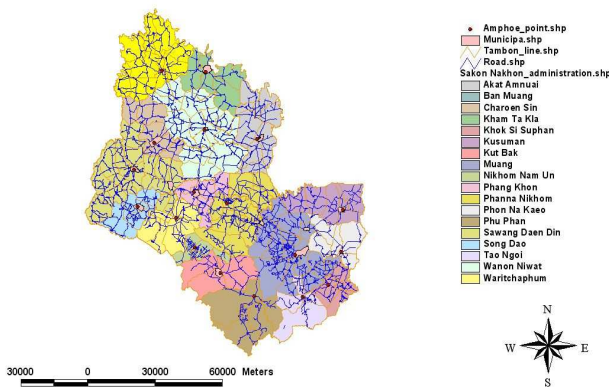 Amphoe_point.shp
Municipa.shp
Tambon_line.shp
Road.shp
Sakon Nakhon_administration.shp
Akat Amnuai
Ban Muang
Charoen Sin
Kham Ta Kla
Khok Si Suphan
Kusuman
Kut Bak
Muang
Nikhom Nam Un
Phang Khon
Phanna Nikhom
Phon Na Kaeo
Phu Phan
Sawang Daen Din
Song Dao
Tao Ngoi
Wanon Niwat
Waritchaphum
N
W E
S
30000 0 30000 60000 Meters